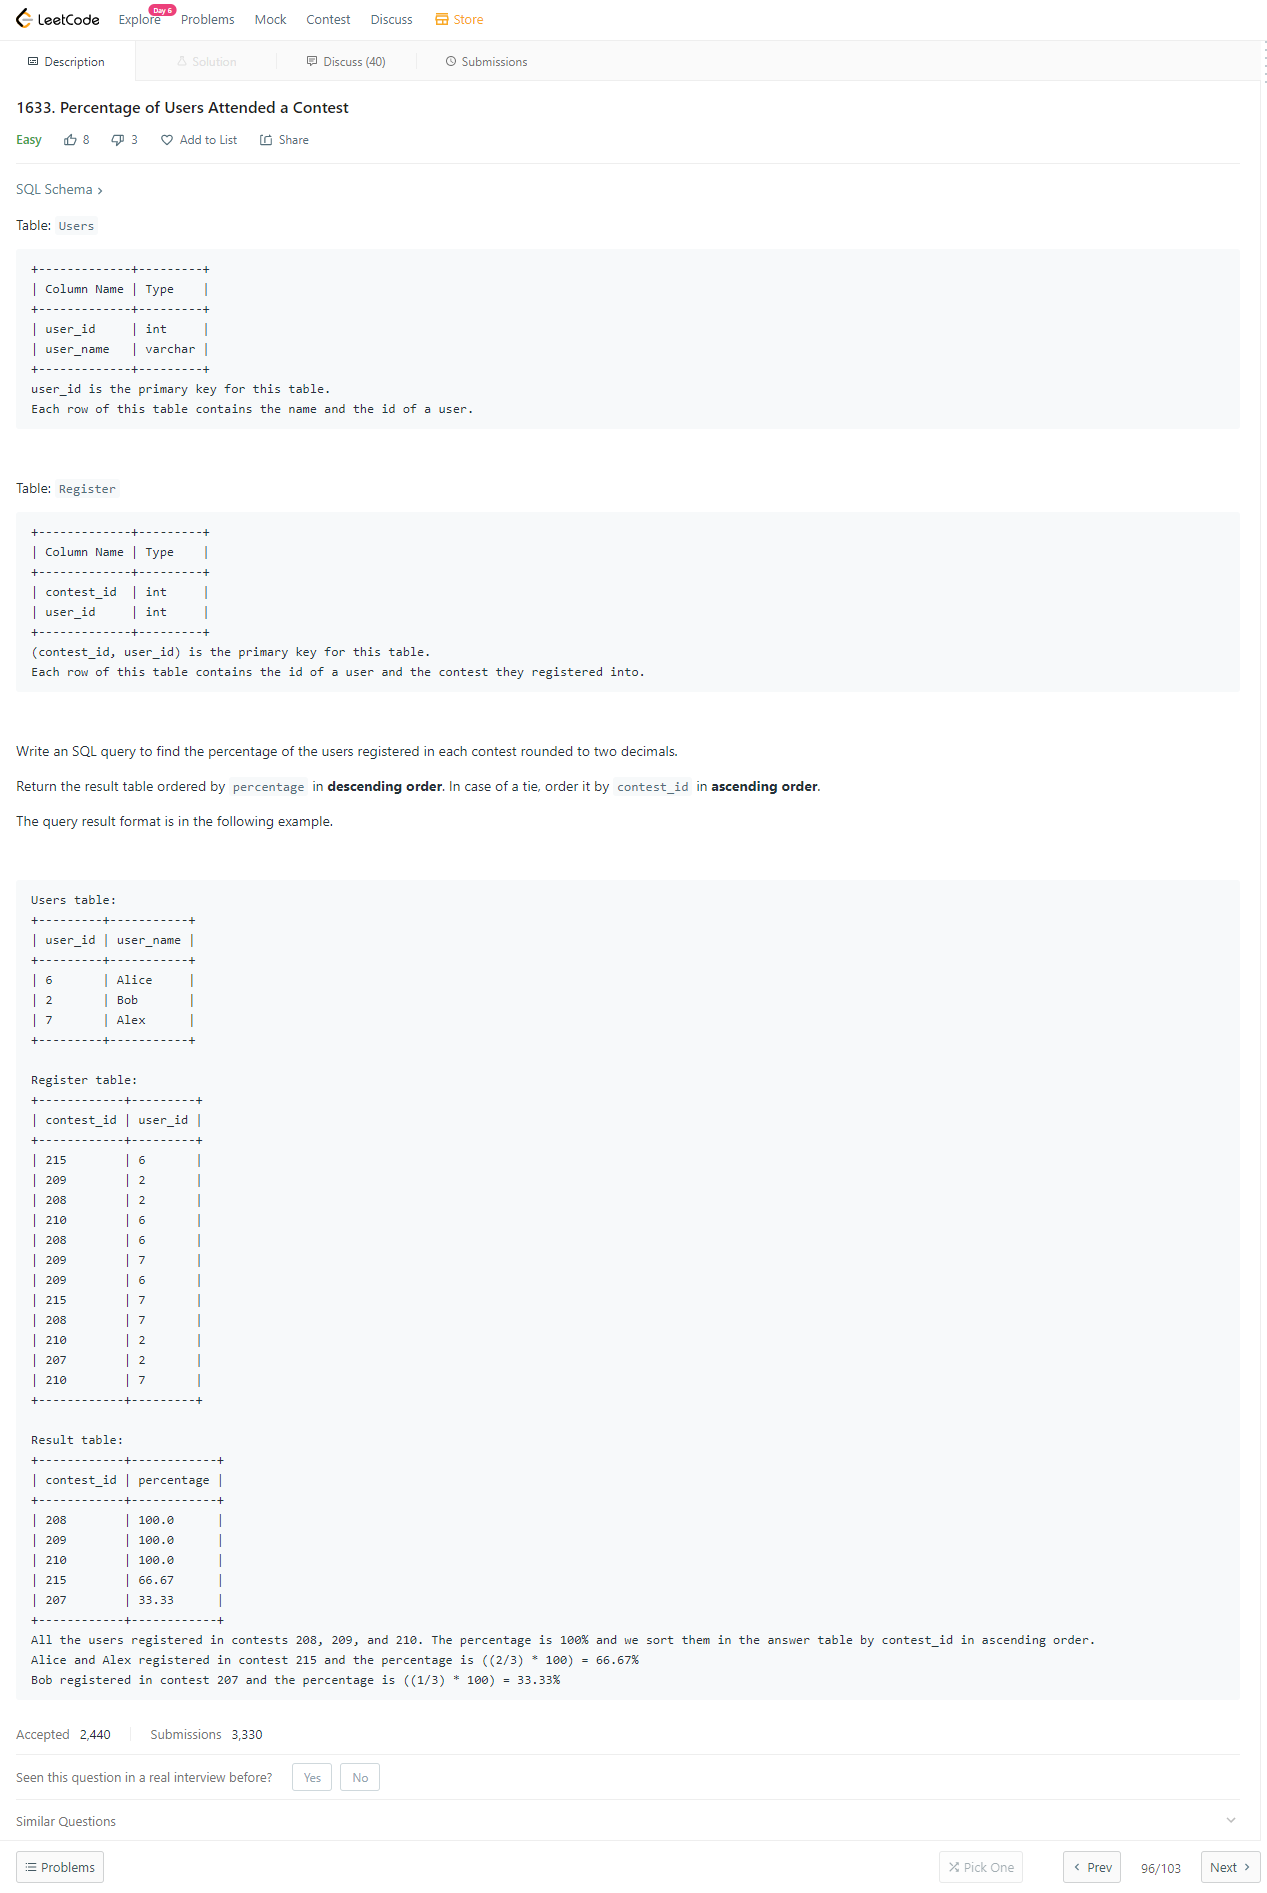 LeetCode Explore Day 6 Problems Mock Contest Discuss Store
Description Solution Discuss (40) Submissions
1633. Percentage of Users Attended a Contest
Easy 8 3 Add to List Share
SQL Schema >
Table: Users
+-------------+---------+
| Column Name | Type    |
+-------------+---------+
| user_id     | int     |
| user_name   | varchar |
+-------------+---------+
user_id is the primary key for this table.
Each row of this table contains the name and the id of a user.
Table: Register
+-------------+---------+
| Column Name | Type    |
+-------------+---------+
| contest_id  | int     |
| user_id     | int     |
+-------------+---------+
(contest_id, user_id) is the primary key for this table.
Each row of this table contains the id of a user and the contest they registered into.
Write an SQL query to find the percentage of the users registered in each contest rounded to two decimals.
Return the result table ordered by percentage in descending order. In case of a tie, order it by contest_id in ascending order.
The query result format is in the following example.
Users table:
+---------+-----------+
| user_id | user_name |
+---------+-----------+
| 6       | Alice     |
| 2       | Bob       |
| 7       | Alex      |
+---------+-----------+
Register table:
+------------+---------+
| contest_id | user_id |
+------------+---------+
| 215        | 6       |
| 209        | 2       |
| 208        | 2       |
| 210        | 6       |
| 208        | 6       |
| 209        | 7       |
| 209        | 6       |
| 215        | 7       |
| 208        | 7       |
| 210        | 2       |
| 207        | 2       |
| 210        | 7       |
+------------+---------+
Result table:
+------------+------------+
| contest_id | percentage |
+------------+------------+
| 208        | 100.0      |
| 209        | 100.0      |
| 210        | 100.0      |
| 215        | 66.67      |
| 207        | 33.33      |
+------------+------------+
All the users registered in contests 208, 209, and 210. The percentage is 100% and we sort them in the answer table by contest_id in ascending order.
Alice and Alex registered in contest 215 and the percentage is ((2/3) * 100) = 66.67%
Bob registered in contest 207 and the percentage is ((1/3) * 100) = 33.33%
Accepted 2,440 Submissions 3,330
Seen this question in a real interview before? Yes No
Similar Questions
Problems Pick One < Prev 96/103 Next >